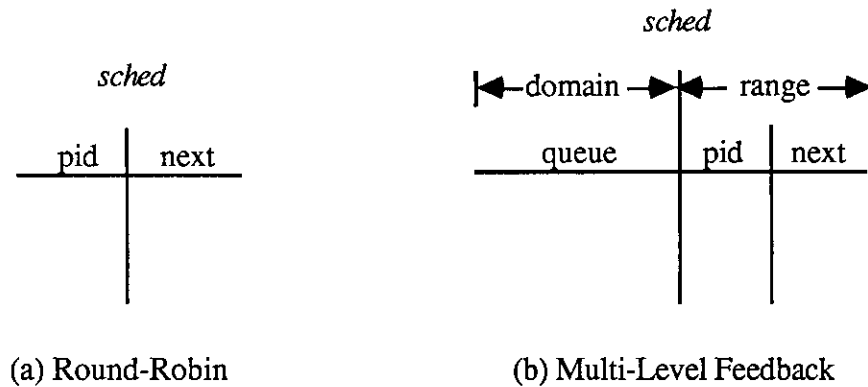 sched
pid next
(a) Round-Robin
sched
domain range
queue pid next
(b) Multi-Level Feedback